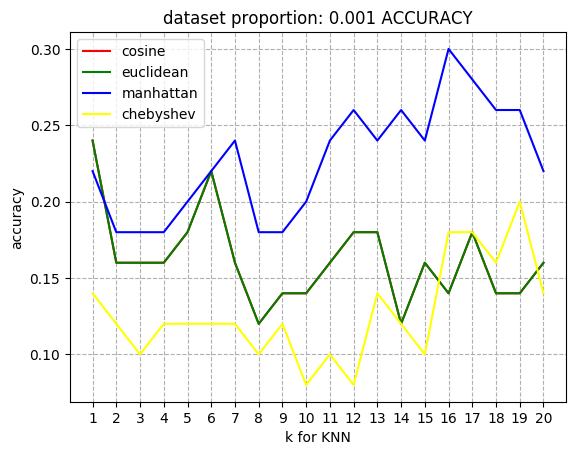 dataset proportion: 0.001 ACCURACY
cosine
euclidean
manhattan
chebyshev
accuracy
0.30
0.25
0.20
0.15
0.10
1 2 3 4 5 6 7 8 9 10 11 12 13 14 15 16 17 18 19 20
k for KNN